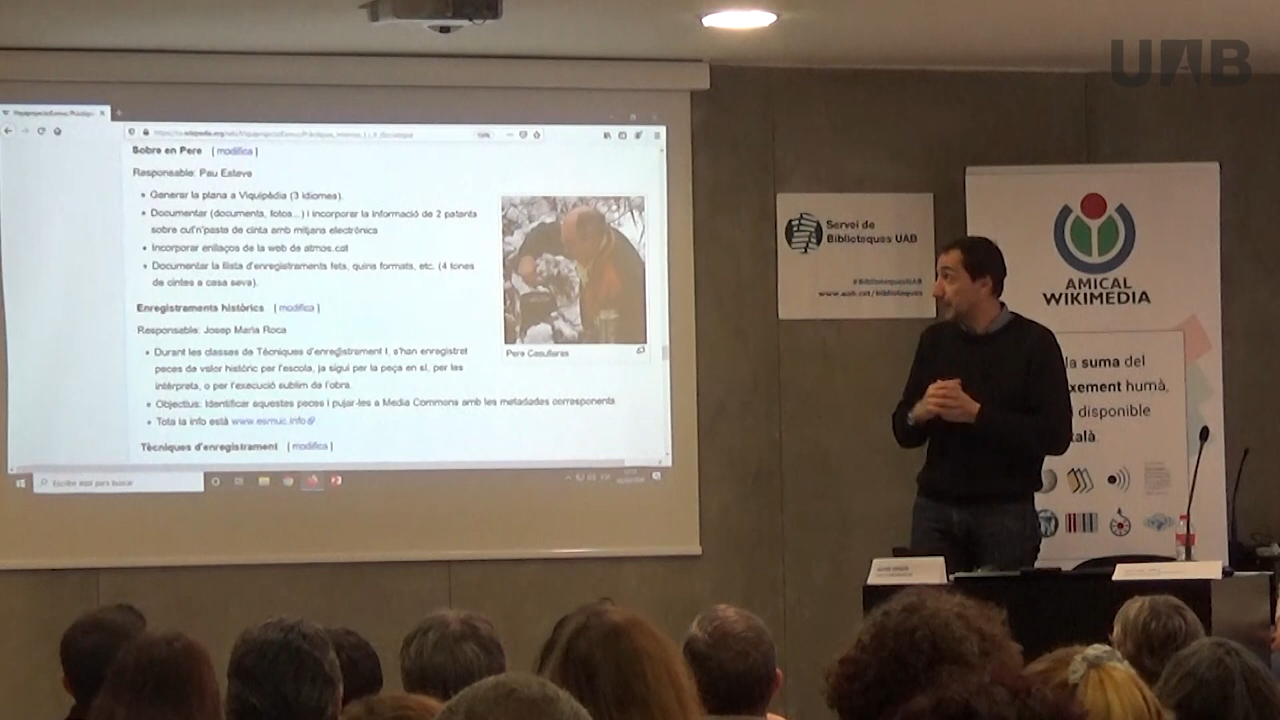 UAB
Sobre en Pere [modifica]
Responsable: Pau Esteve
Generar la plana a Viquipèdia (3 idiomes).
Documentar (documents, fotos...) i incorporar la informació de 2 patents
sobre cut'n'paste de cinta amb mitjans electrònics
Incorporar enllaços de la web de atmos.cat
Documentar la llista d'enregistraments fets, quins formats, etc. (4 tones
de cintes a casa seva).
Pere Casulleras
Enregistraments històrics [modifica]
Responsable: Josep Maria Roca
Durant les classes de Tècniques d'enregistrament I, s'han enregistrat
peces de valor històric per l'escola, ja sigui per la peça en sí, per les
intèrprets, o per l'execució sublim de l'obra.
Objectius: Identificar aquestes peces i pujar-les a Media Commons amb les metadades corresponents
Tota la info està www.esmuc.info
Tècniques d'enregistrament [modifica]
Escribe aquí para buscar
Servei de
Biblioteques UAB
#BibliotequesUAB
www.uab.cat/biblioteques
AMICAL
WIKIMEDIA
la suma del
xement humà,
disponible
alà.